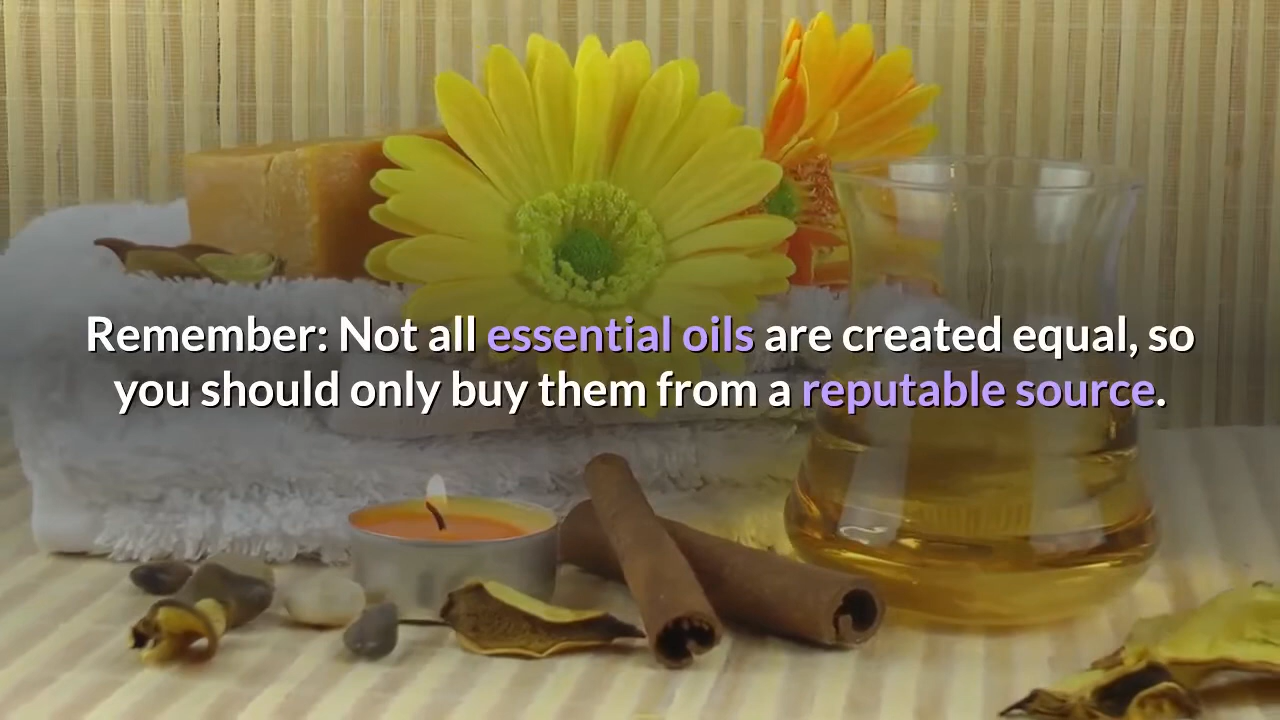 Remember: Not all essential oils are created equal, so
you should only buy them from a reputable source.